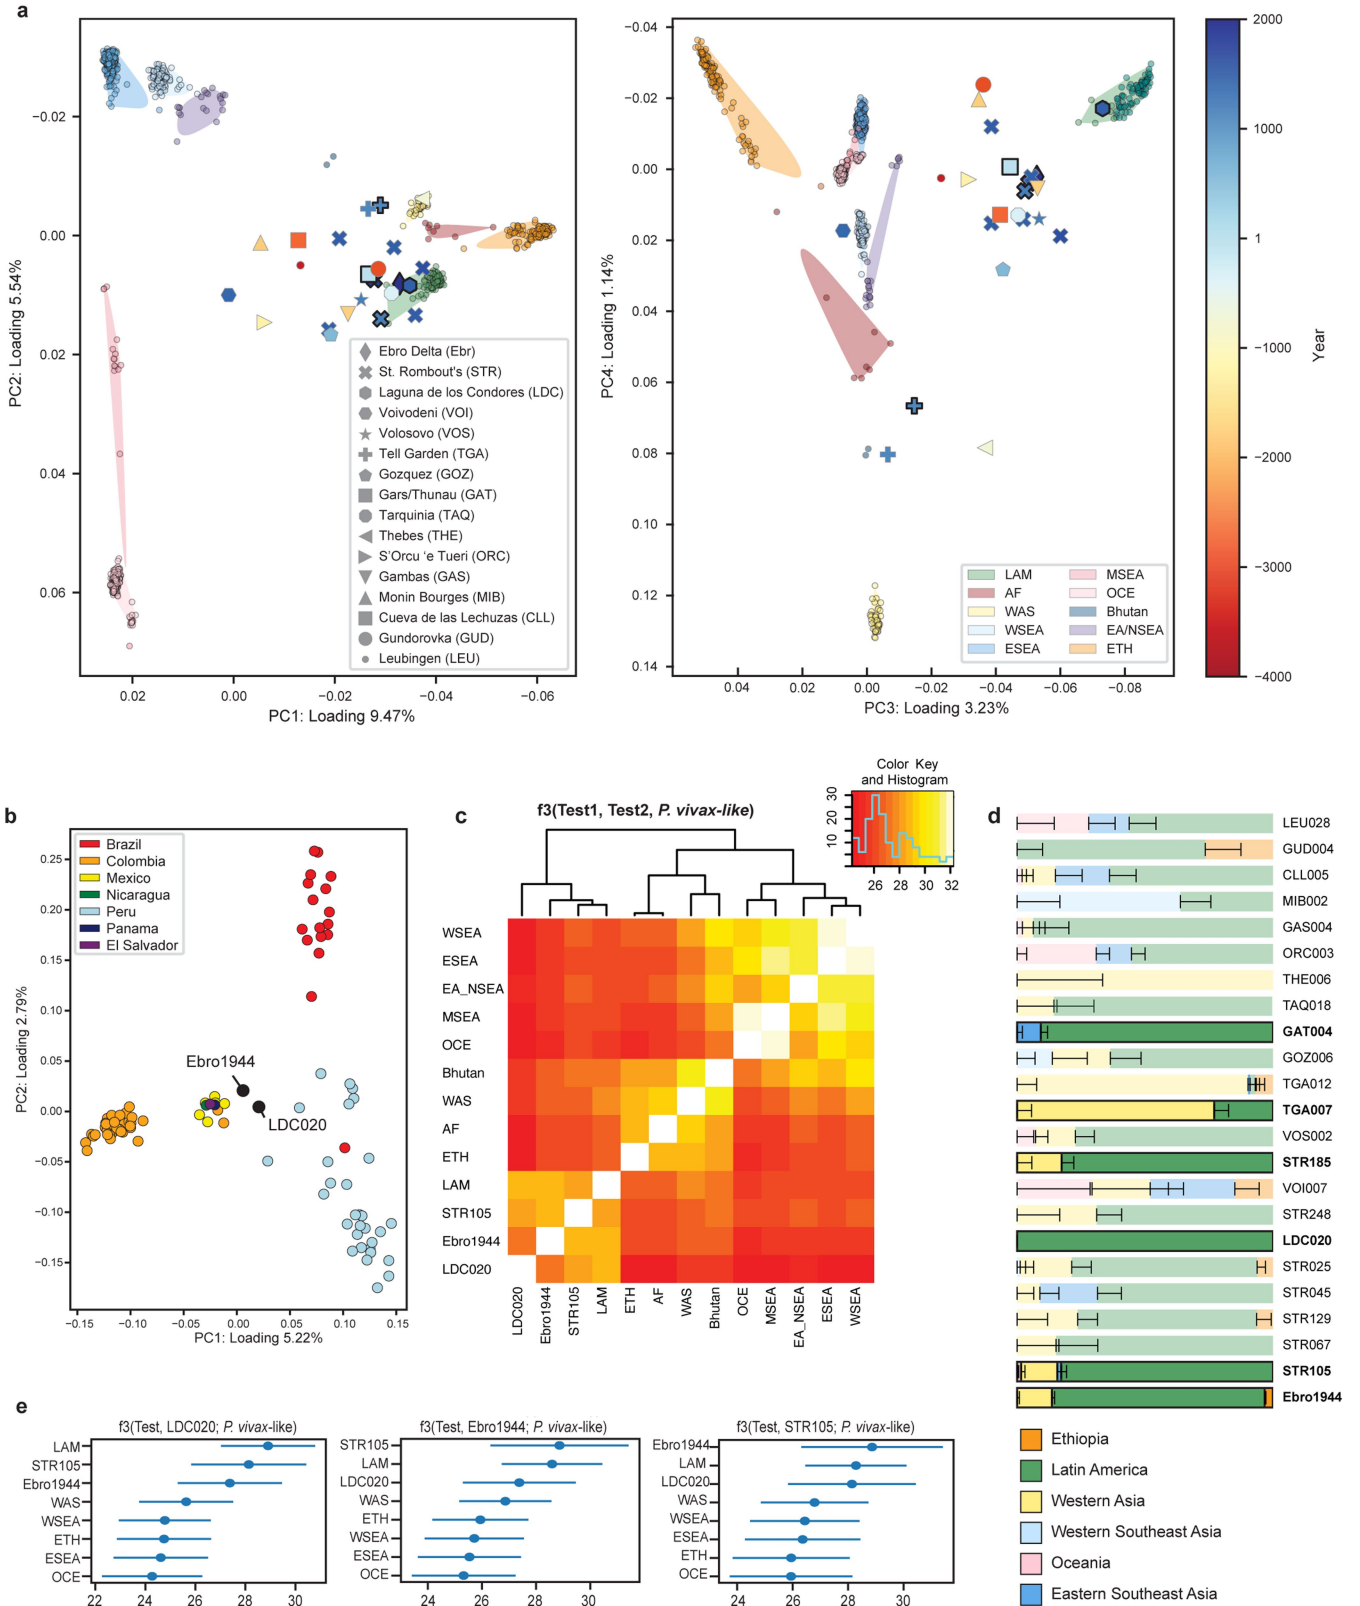 a
−0.02
0.00
0.02
0.04
0.06
PC2: Loading 5.54%
0.02
0.00
−0.02
−0.04
−0.06
PC1: Loading 9.47%
Ebro Delta (Ebr)
St. Rombout's (STR)
Laguna de los Condores (LDC)
Voivodeni (VOI)
Volosovo (VOS)
Tell Garden (TGA)
Gozquez (GOZ)
Gars/Thunau (GAT)
Tarquinia (TAQ)
Thebes (THE)
S'Orcu 'e Tueri (ORC)
Gambas (GAS)
Monin Bourges (MIB)
Cueva de las Lechuzas (CLL)
Gundorovka (GUD)
Leubingen (LEU)
−0.04
−0.02
0.00
0.02
0.04
0.06
0.08
0.10
0.12
0.14
PC4: Loading 1.14%
0.04
0.02
0.00
−0.02
−0.04
−0.06
−0.08
PC3: Loading 3.23%
LAM
AF
WAS
WSEA
ESEA
MSEA
OCE
Bhutan
EA/NSEA
ETH
2000
1000
1
−1000
−2000
−3000
−4000
Year
b
Brazil
Colombia
Mexico
Nicaragua
Peru
Panama
El Salvador
0.25
0.20
0.15
0.10
0.05
0.00
−0.05
−0.10
−0.15
PC2: Loading 2.79%
Ebro1944
LDC020
−0.15
−0.10
−0.05
0.00
0.05
0.10
0.15
PC1: Loading 5.22%
c
f3(Test1, Test2, P. vivax-like)
Color Key
and Histogram
30
20
10
26 28 30 32
WSEA
ESEA
EA_NSEA
MSEA
OCE
Bhutan
WAS
AF
ETH
LAM
STR105
Ebro1944
LDC020
LDC020
Ebro1944
STR105
LAM
ETH
AF
WAS
Bhutan
OCE
MSEA
EA_NSEA
ESEA
WSEA
d
LEU028
GUD004
CLL005
MIB002
GAS004
ORC003
THE006
TAQ018
GAT004
GOZ006
TGA012
TGA007
VOS002
STR185
VOI007
STR248
LDC020
STR025
STR045
STR129
STR067
STR105
Ebro1944
Ethiopia
Latin America
Western Asia
Western Southeast Asia
Oceania
Eastern Southeast Asia
e
f3(Test, LDC020; P. vivax-like)
LAM
STR105
Ebro1944
WAS
WSEA
ETH
ESEA
OCE
22 24 26 28 30
f3(Test, Ebro1944; P. vivax-like)
STR105
LAM
LDC020
WAS
ETH
WSEA
ESEA
OCE
24 26 28 30
f3(Test, STR105; P. vivax-like)
Ebro1944
LAM
LDC020
WAS
WSEA
ESEA
ETH
OCE
24 26 28 30